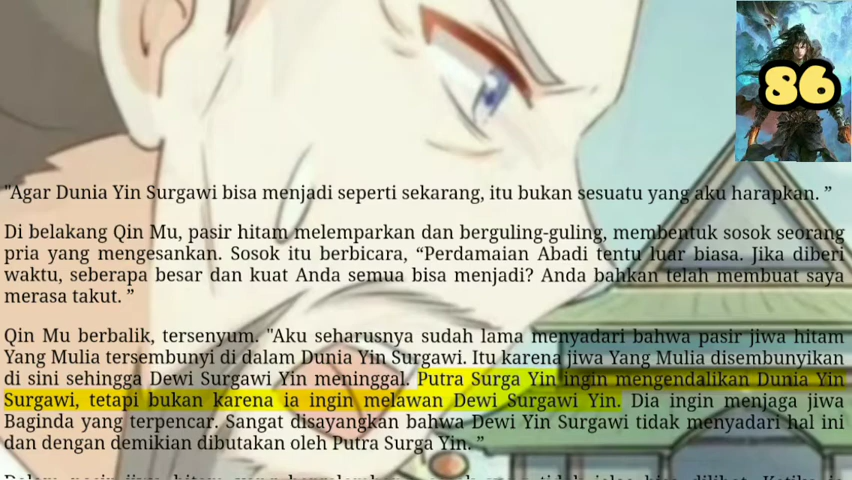 86
"Agar Dunia Yin Surgawi bisa menjadi seperti sekarang, itu bukan sesuatu yang aku harapkan. ”
Di belakang Qin Mu, pasir hitam melemparkan dan berguling-guling, membentuk sosok seorang
pria yang mengesankan. Sosok itu berbicara, “Perdamaian Abadi tentu luar biasa. Jika diberi
waktu, seberapa besar dan kuat Anda semua bisa menjadi? Anda bahkan telah membuat saya
merasa takut. ”
Qin Mu berbalik, tersenyum. "Aku seharusnya sudah lama menyadari bahwa pasir jiwa hitam
Yang Mulia tersembunyi di dalam Dunia Yin Surgawi. Itu karena jiwa Yang Mulia disembunyikan
di sini sehingga Dewi Surgawi Yin meninggal. Putra Surga Yin ingin mengendalikan Dunia Yin
Surgawi, tetapi bukan karena ia ingin melawan Dewi Surgawi Yin. Dia ingin menjaga jiwa
Baginda yang terpencar. Sangat disayangkan bahwa Dewi Yin Surgawi tidak menyadari hal ini
dan dengan demikian dibutakan oleh Putra Surga Yin. ”